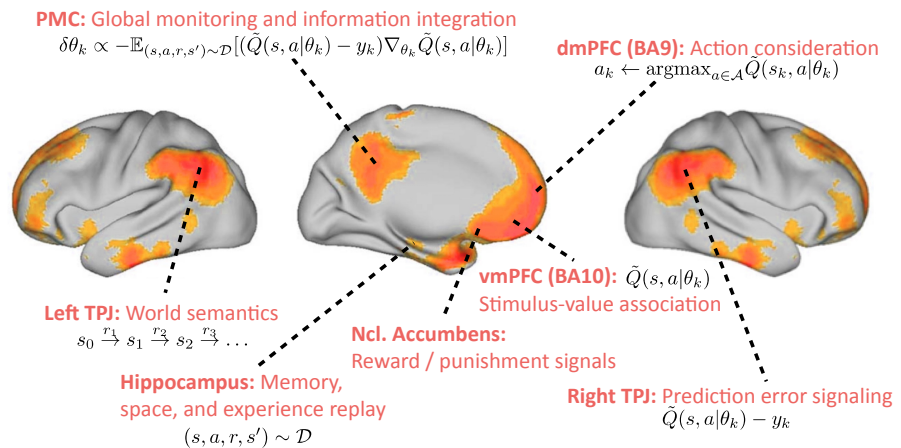 PMC: Global monitoring and information integration
δθ_k ∝ −𝔼_{(s,a,r,s′)∼𝒟}[(Q̃(s, a|θ_k) − y_k)∇_{θ_k}Q̃(s, a|θ_k)]
dmPFC (BA9): Action consideration
a_k ← argmax_{a∈𝒜}Q̃(s_k, a|θ_k)
vmPFC (BA10): Q̃(s, a|θ_k)
Stimulus-value association
Left TPJ: World semantics
s_0 →^{r_1} s_1 →^{r_2} s_2 →^{r_3} …
Ncl. Accumbens:
Reward / punishment signals
Hippocampus: Memory,
space, and experience replay
(s, a, r, s′) ∼ 𝒟
Right TPJ: Prediction error signaling
Q̃(s, a|θ_k) − y_k